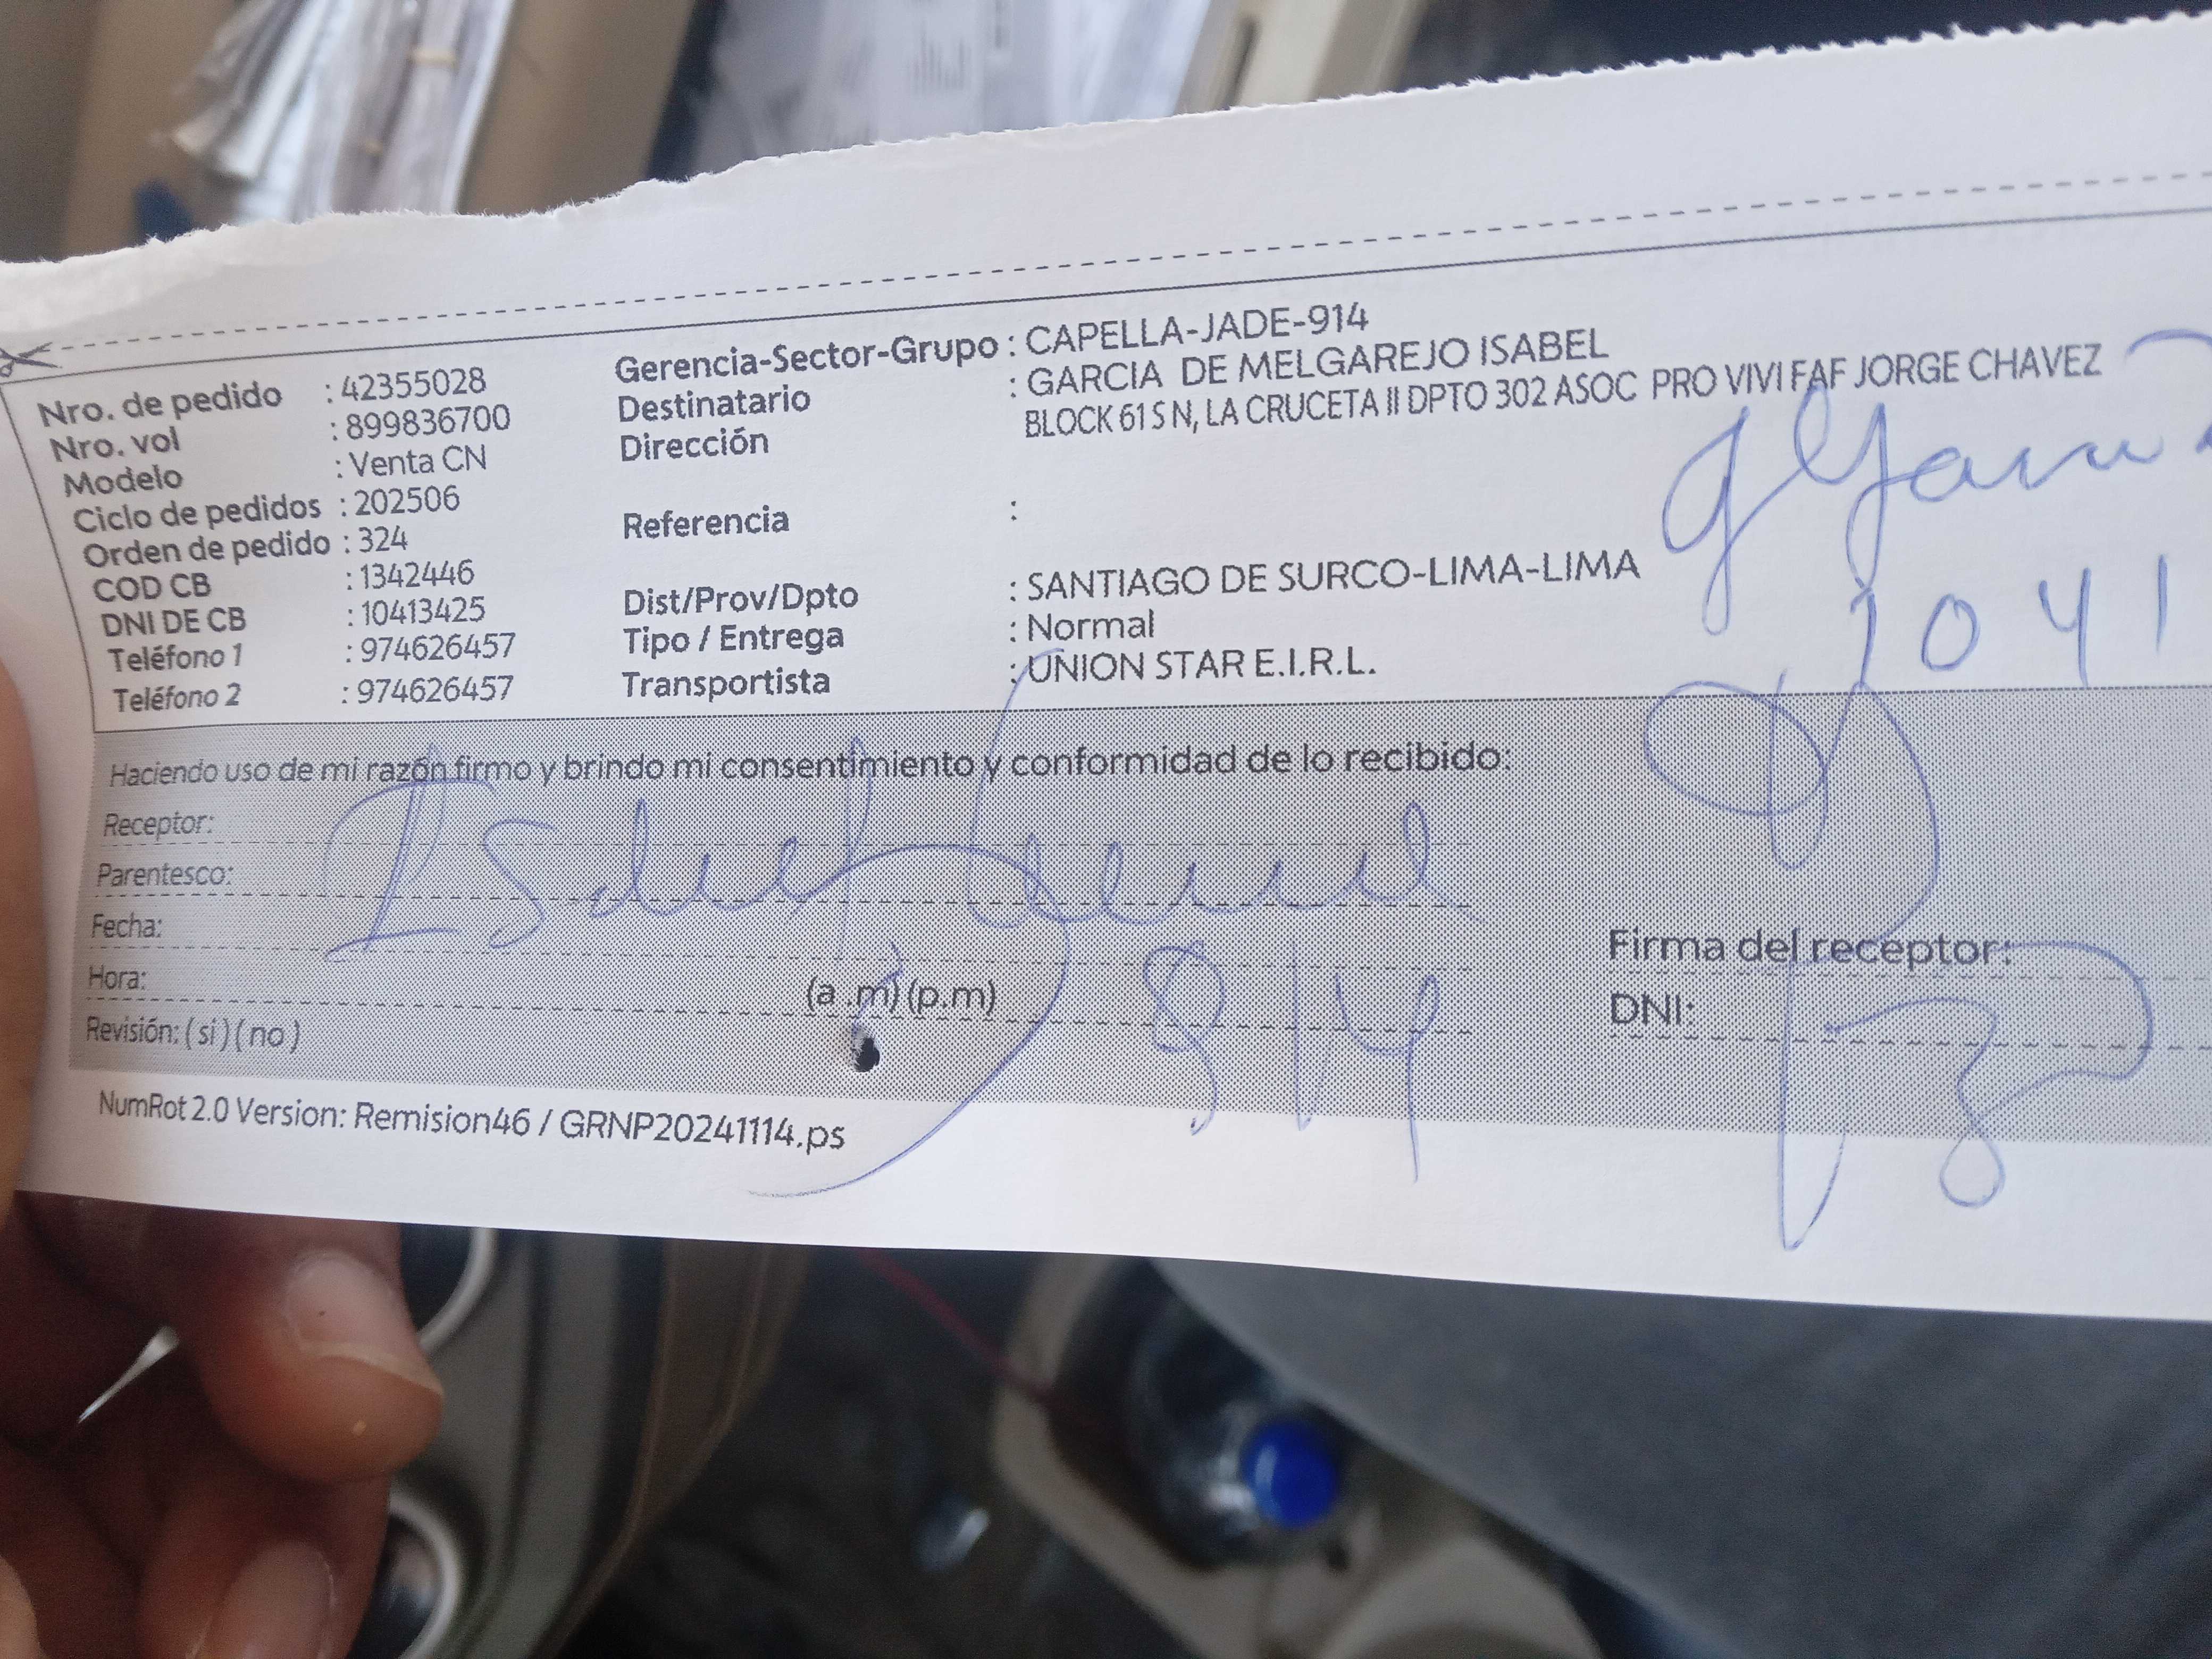 Nro. de pedido : 42355028
Nro. vol : 899836700
Modelo : Venta CN
Ciclo de pedidos : 202506
Orden de pedido : 324
COD CB : 1342446
DNI DE CB : 10413425
Teléfono 1 : 974626457
Teléfono 2 : 974626457
Gerencia-Sector-Grupo : CAPELLA-JADE-914
Destinatario : GARCIA DE MELGAREJO ISABEL
Dirección BLOCK 61 S N, LA CRUCETA II DPTO 302 ASOC PRO VIVI FAF JORGE CHAVEZ
Referencia :
Dist/Prov/Dpto : SANTIAGO DE SURCO-LIMA-LIMA
Tipo / Entrega : Normal
Transportista : UNION STAR E.I.R.L.
1041
Haciendo uso de mi razón firmo y brindo mi consentimiento y conformidad de lo recibido:
Receptor:
Parentesco:
Fecha:
Hora: (a .m) (p.m)
Revisión: ( si ) ( no )
914
Firma del receptor:
DNI:
NumRot 2.0 Version: Remision46 / GRNP20241114.ps